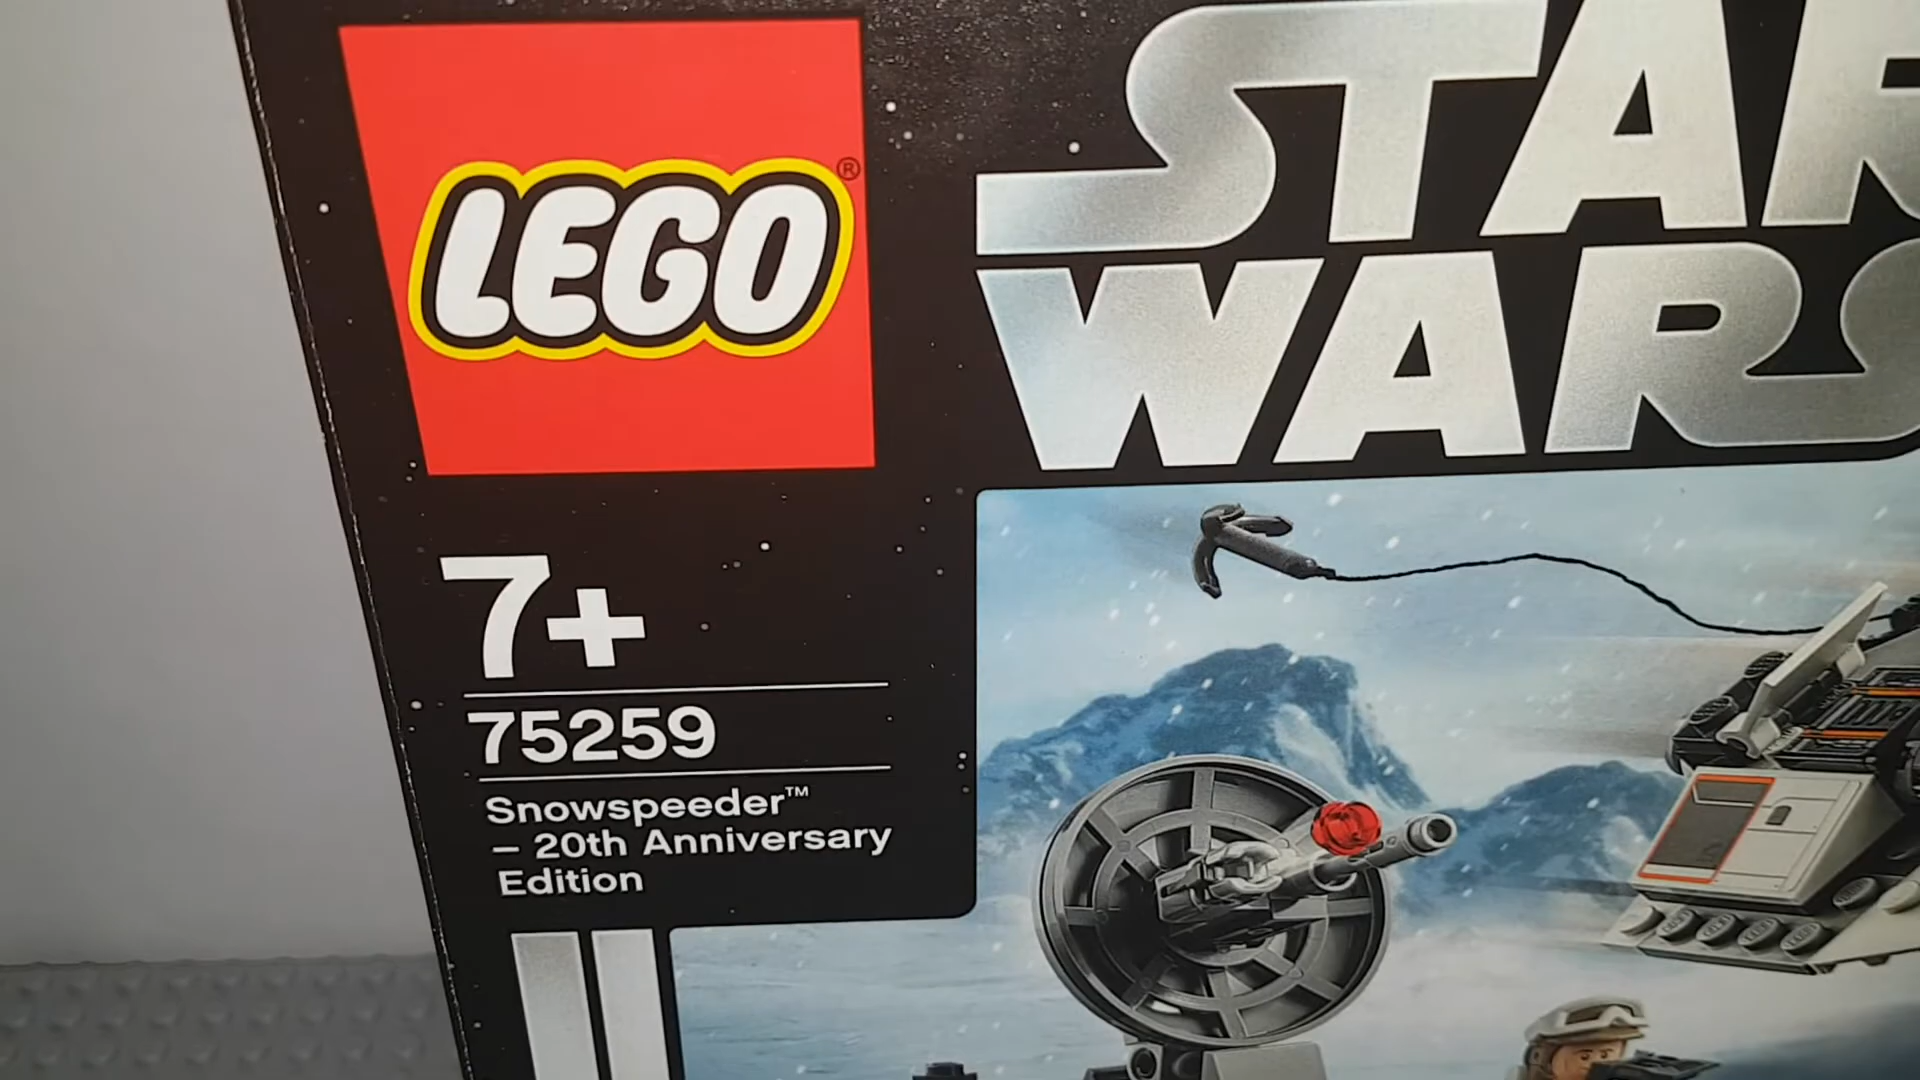 LEGO®
STAR
WARS
7+
75259
Snowspeeder™
– 20th Anniversary
Edition